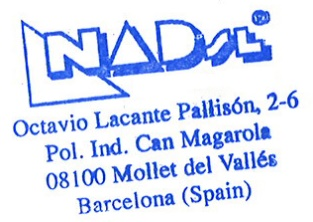 NADSL®
Octavio Lacante Pallisón, 2-6
Pol. Ind. Can Magarola
08100 Mollet del Vallés
Barcelona (Spain)